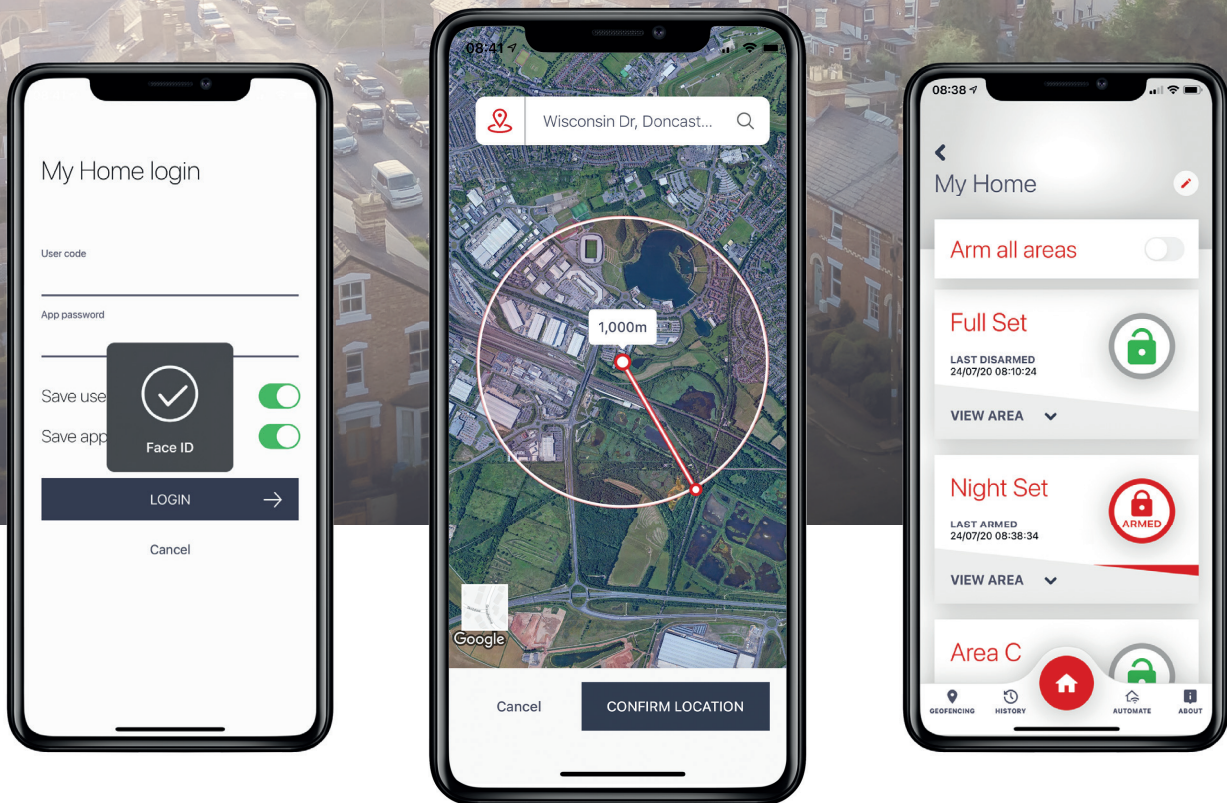 My Home login
User code
App password
Save use
Save app
Face ID
LOGIN
Cancel
08:41
Wisconsin Dr, Doncast...
1,000m
Google
Cancel
CONFIRM LOCATION
08:38
My Home
Arm all areas
Full Set
LAST DISARMED
24/07/20 08:10:24
VIEW AREA
Night Set
LAST ARMED
24/07/20 08:38:34
ARMED
VIEW AREA
Area C
GEOFENCING
HISTORY
AUTOMATE
ABOUT